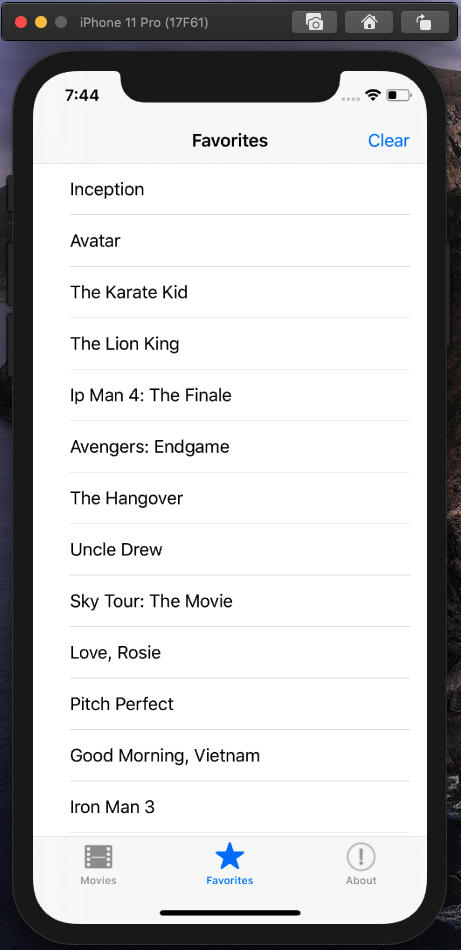 iPhone 11 Pro (17F61)
7:44
Favorites
Clear
Inception
Avatar
The Karate Kid
The Lion King
Ip Man 4: The Finale
Avengers: Endgame
The Hangover
Uncle Drew
Sky Tour: The Movie
Love, Rosie
Pitch Perfect
Good Morning, Vietnam
Iron Man 3
Movies
Favorites
About